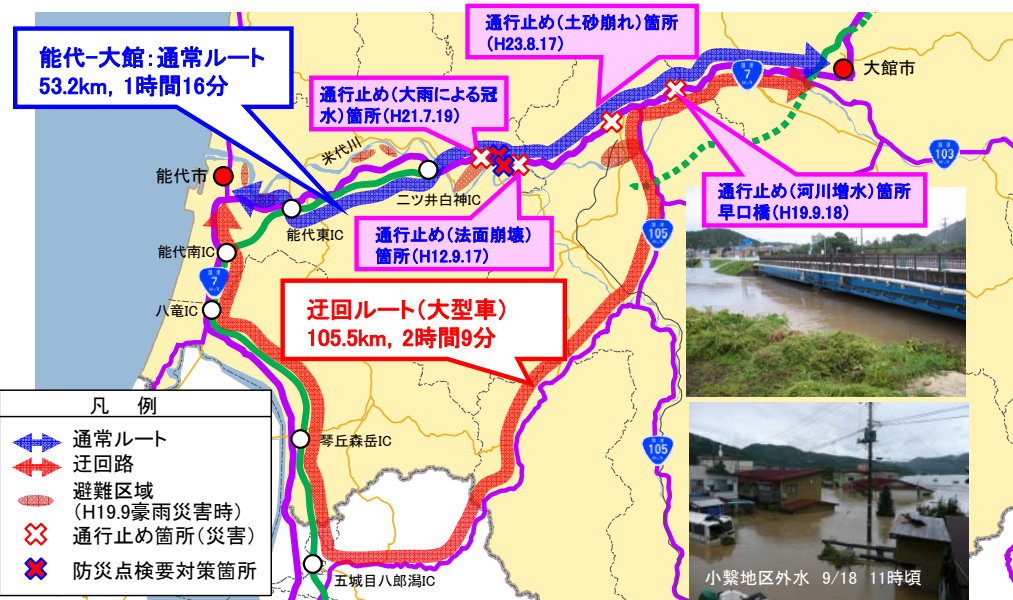 能代-大館：通常ルート
53.2km, 1時間16分
通行止め（土砂崩れ）箇所
(H23.8.17)
通行止め（大雨による冠
水）箇所(H21.7.19)
7
大館市
103
米代川
能代市
二ツ井白神IC
通行止め（河川増水）箇所
早口橋(H19.9.18)
能代東IC
通行止め（法面崩壊）
箇所(H12.9.17)
105
能代南IC
7
八竜IC
迂回ルート（大型車）
105.5km, 2時間9分
凡 例
通常ルート
迂回路
避難区域
(H19.9豪雨災害時)
通行止め箇所（災害）
防災点検要対策箇所
琴丘森岳IC
105
五城目八郎潟IC
小繋地区外水 9/18 11時頃